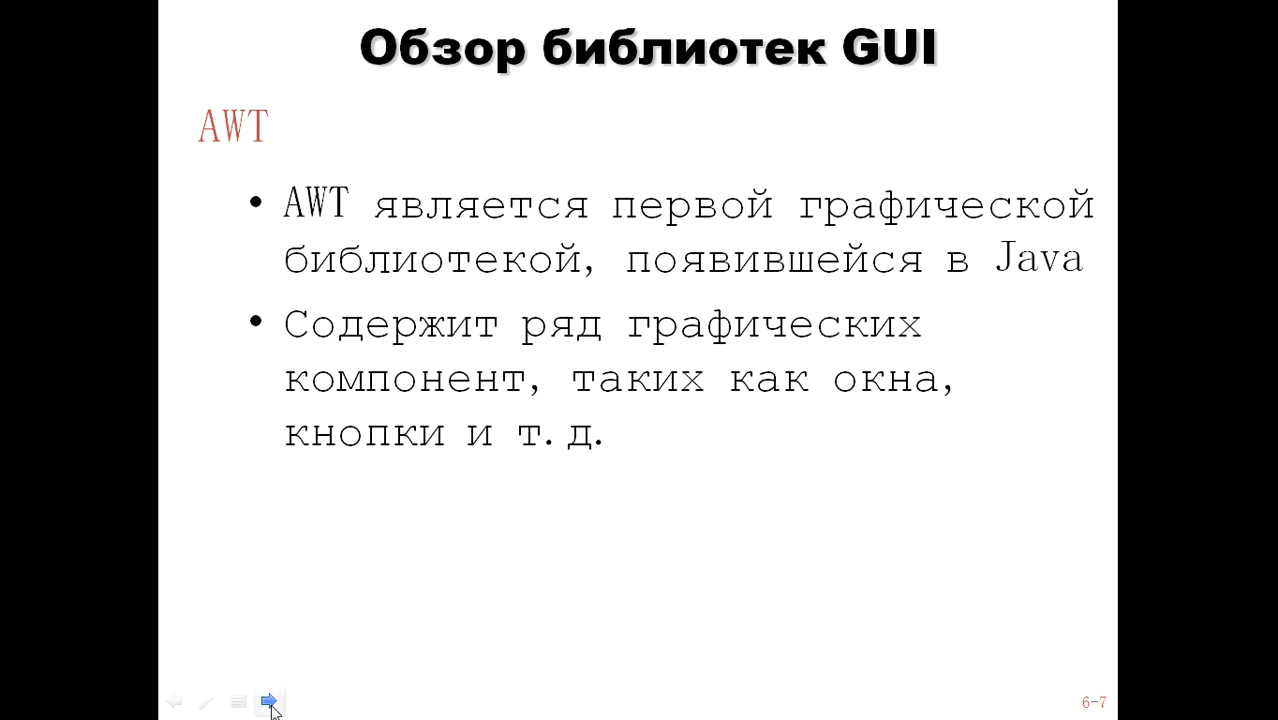 Обзор библиотек GUI
AWT
• AWT является первой графической
библиотекой, появившейся в Java
• Содержит ряд графических
компонент, таких как окна,
кнопки и т.д.
6-7